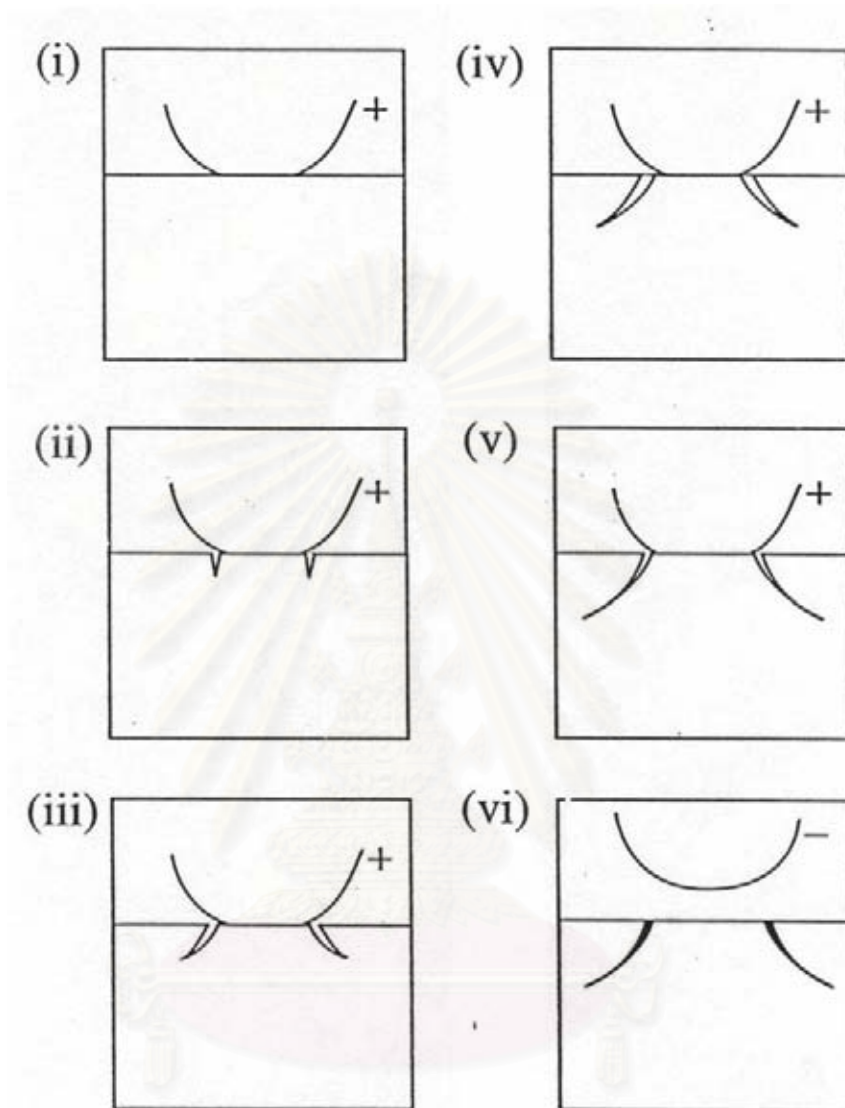 (i)
+
(ii)
+
(iii)
+
(iv)
+
(v)
+
(vi)
−